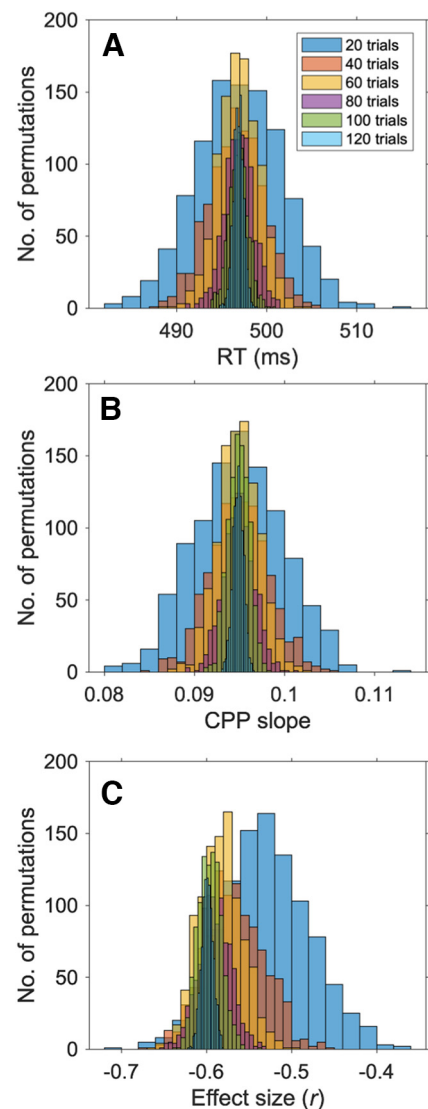 A
20 trials
40 trials
60 trials
80 trials
100 trials
120 trials
200
150
100
50
0
No. of permutations
490 500 510
RT (ms)
B
200
150
100
50
0
No. of permutations
0.08 0.09 0.1 0.11
CPP slope
C
200
150
100
50
0
No. of permutations
-0.7 -0.6 -0.5 -0.4
Effect size (r)